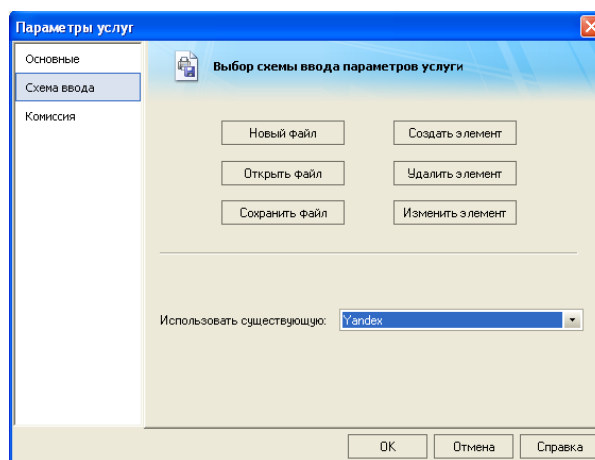 Параметры услуг
Основные
Схема ввода
Комиссия
Выбор схемы ввода параметров услуги
Новый файл
Создать элемент
Открыть файл
Удалить элемент
Сохранить файл
Изменить элемент
Использовать существующую:
Yandex
OK
Отмена
Справка